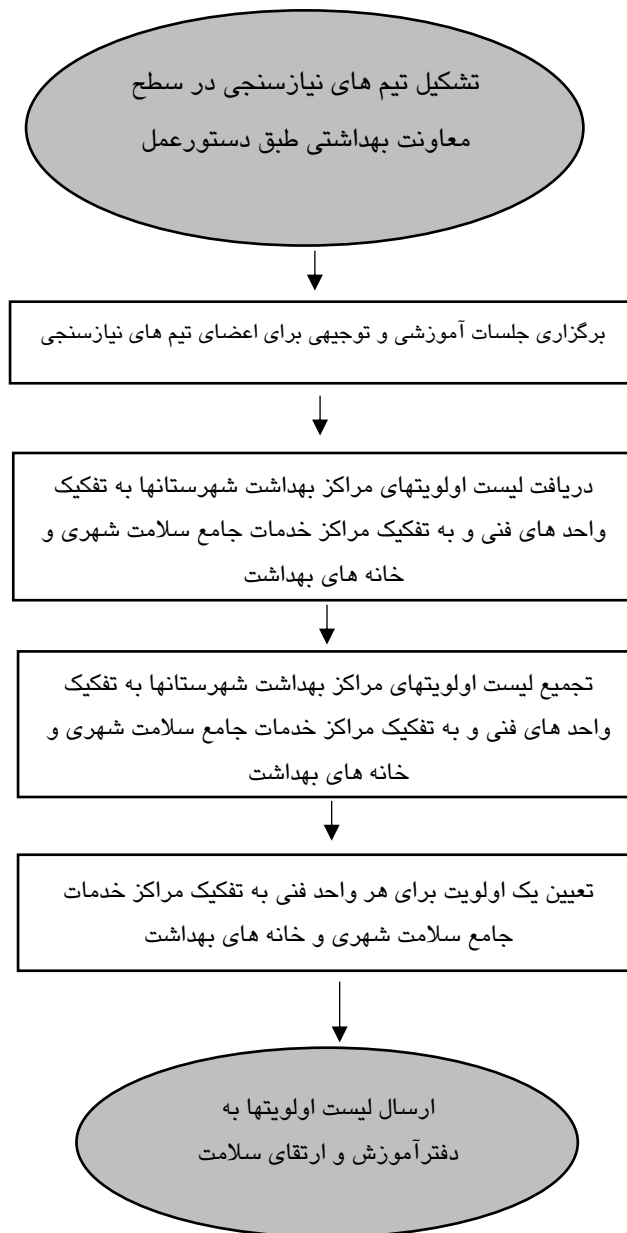 تشکیل تیم های نیازسنجی در سطح
معاونت بهداشتی طبق دستورعمل
برگزاری جلسات آموزشی و توجیهی برای اعضای تیم های نیازسنجی
دریافت لیست اولویتهای مراکز بهداشت شهرستانها به تفکیک
واحد های فنی و به تفکیک مراکز خدمات جامع سلامت شهری و
خانه های بهداشت
تجمیع لیست اولویتهای مراکز بهداشت شهرستانها به تفکیک
واحد های فنی و به تفکیک مراکز خدمات جامع سلامت شهری و
خانه های بهداشت
تعیین یک اولویت برای هر واحد فنی به تفکیک مراکز خدمات
جامع سلامت شهری و خانه های بهداشت
ارسال لیست اولویتها به
دفترآموزش و ارتقای سلامت